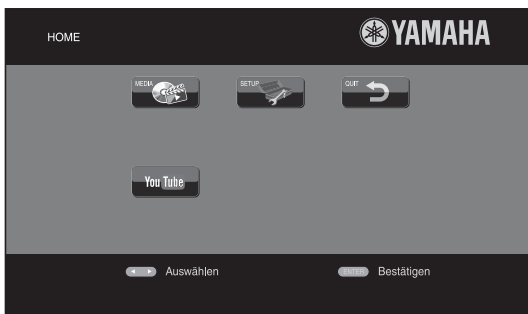 HOME
YAMAHA
MEDIA SETUP QUIT
You Tube
Auswählen ENTER Bestätigen